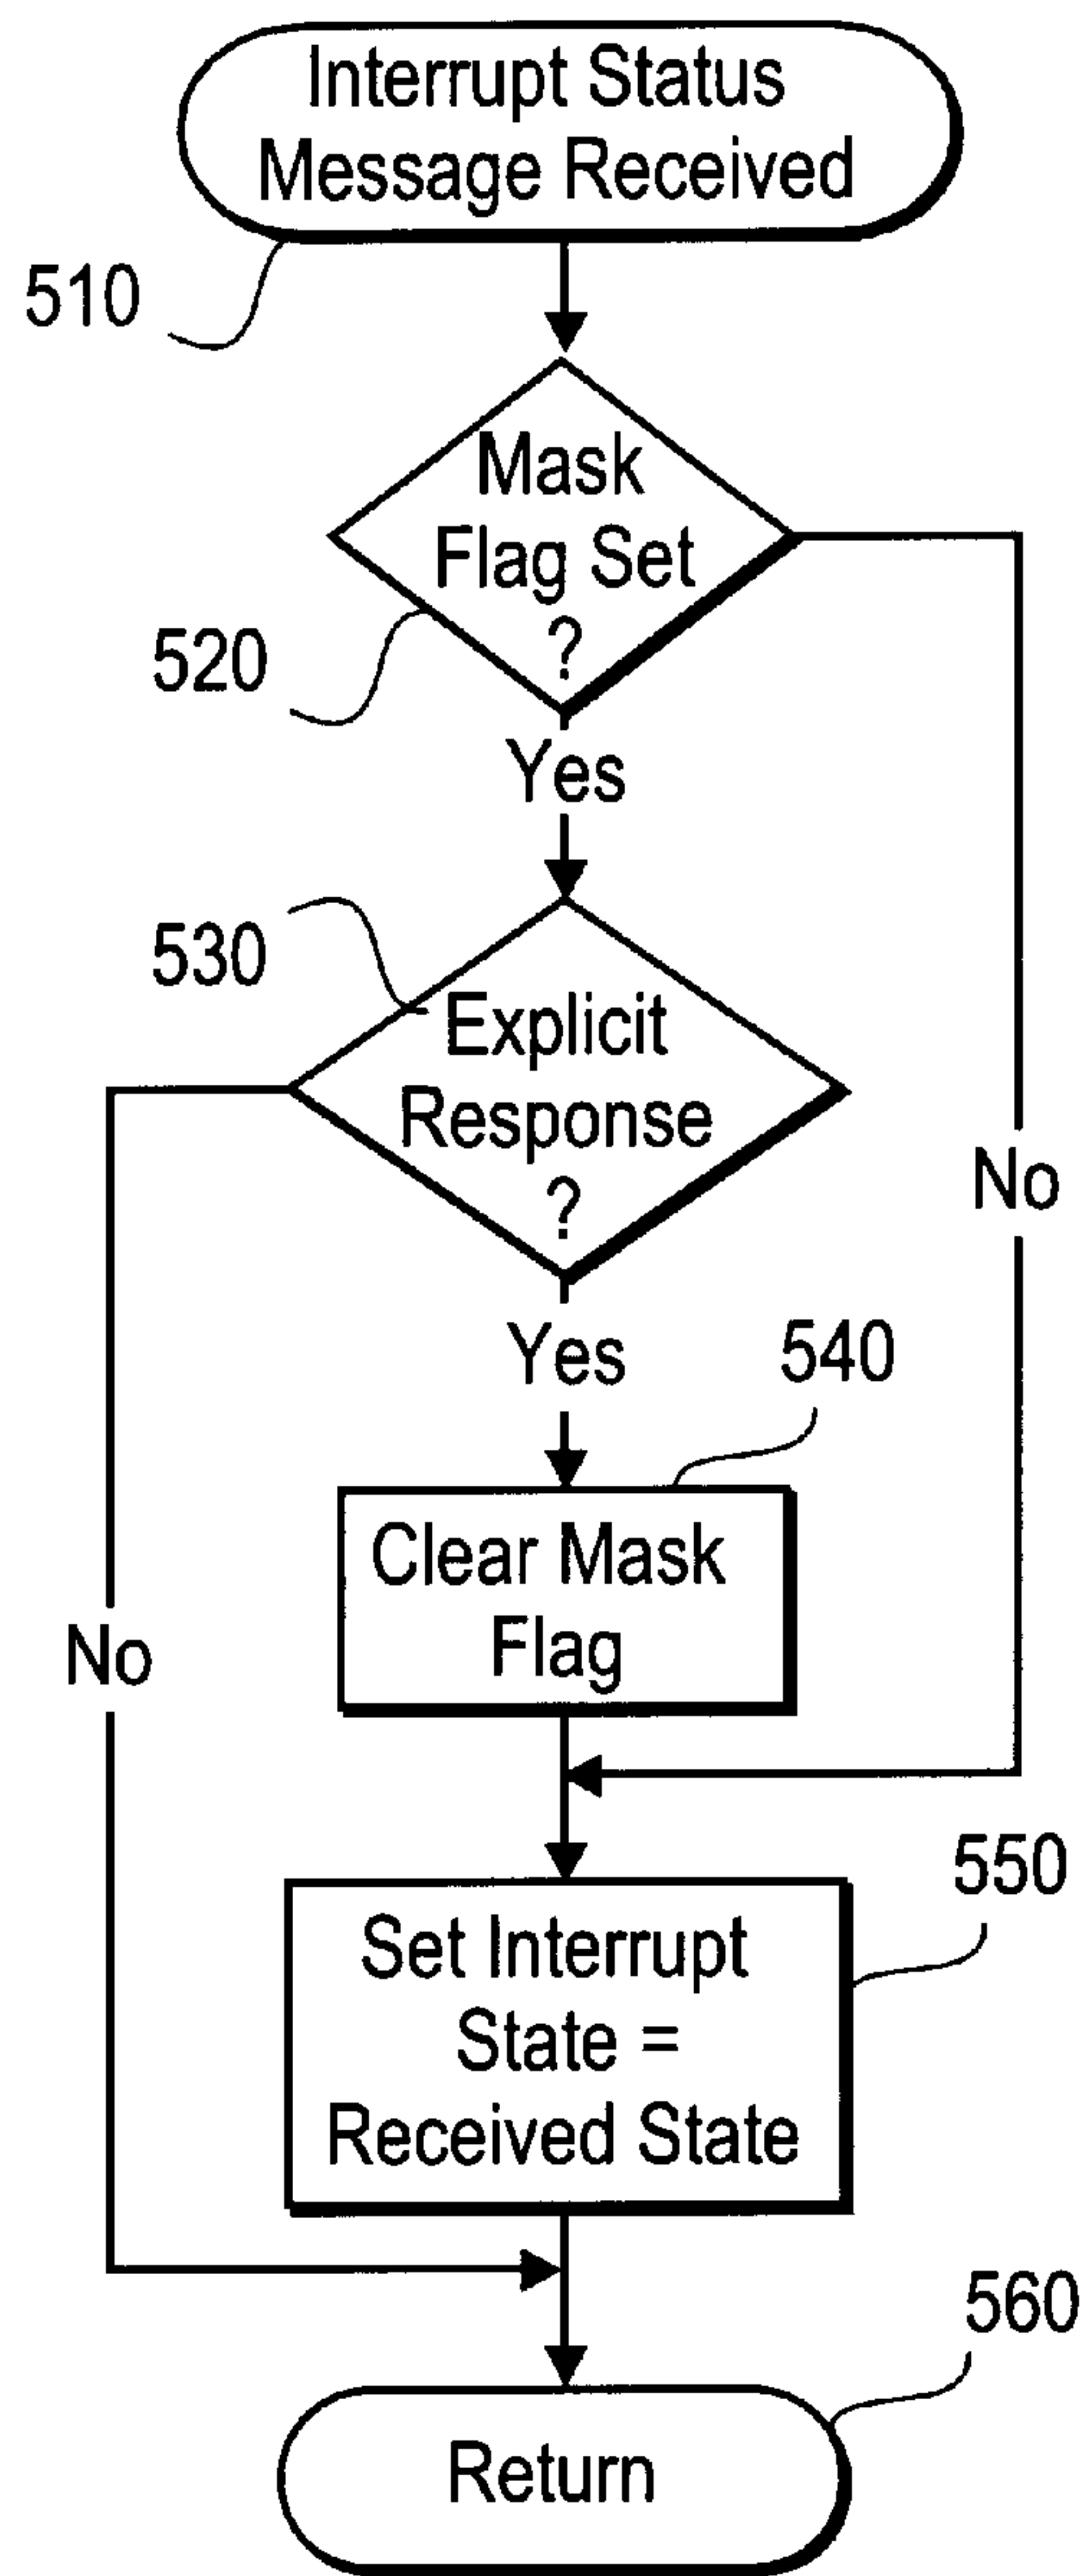 Interrupt Status
Message Received
510
Mask
Flag Set
?
520
Yes
530
Explicit
Response
?
No
Yes
540
Clear Mask
Flag
No
550
Set Interrupt
State =
Received State
560
Return